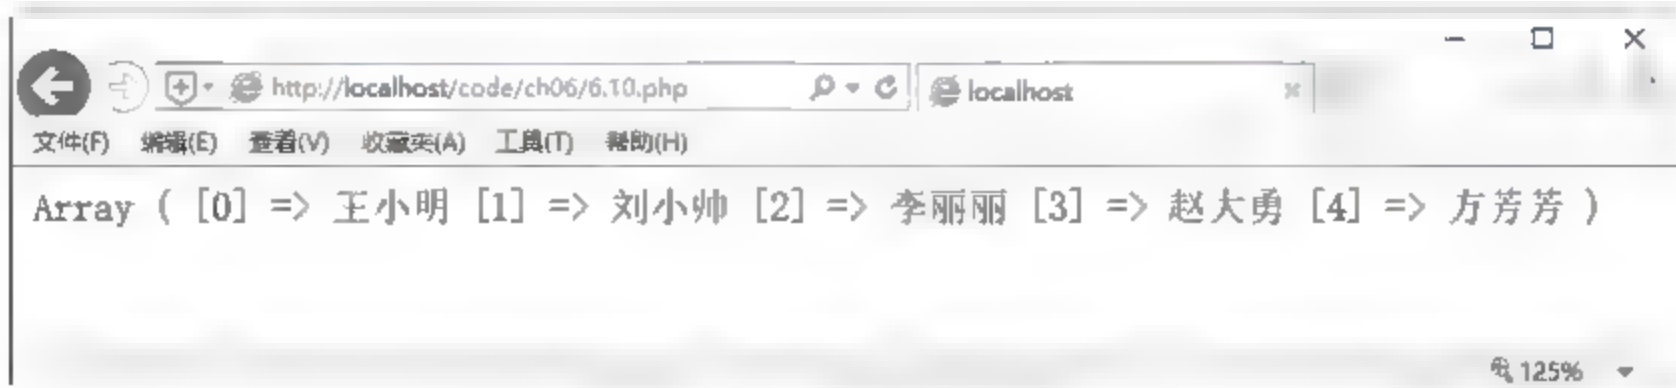 http://localhost/code/ch06/6.10.php localhost
文件(F) 编辑(E) 查看(V) 收藏夹(A) 工具(T) 帮助(H)
Array ( [0] => 王小明 [1] => 刘小帅 [2] => 李丽丽 [3] => 赵大勇 [4] => 方芳芳 )
125%